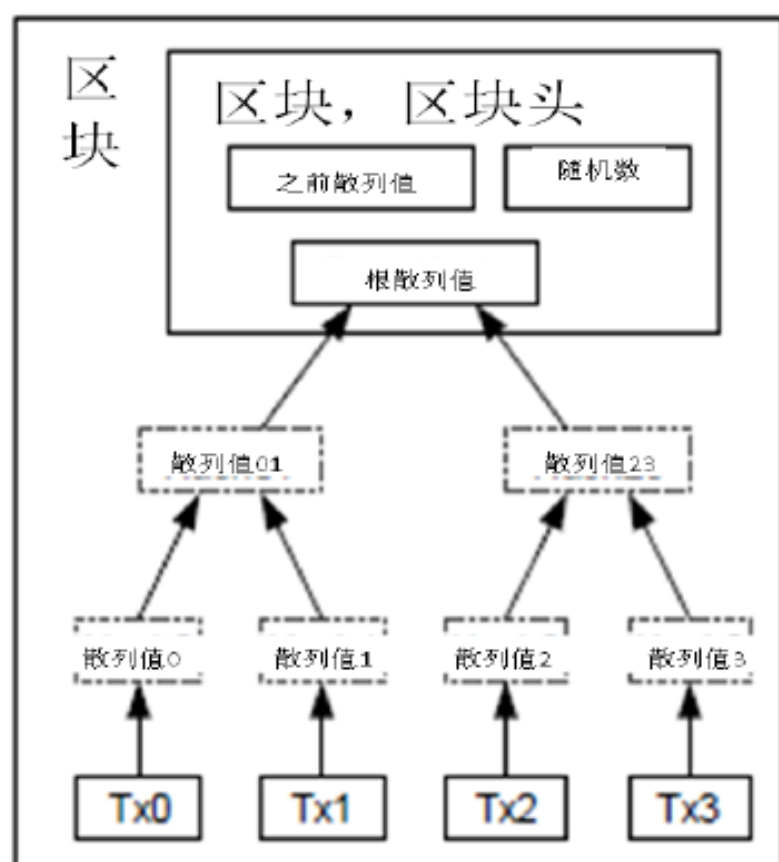 区块
区块，区块头
之前散列值
随机数
根散列值
散列值01
散列值23
散列值0
散列值1
散列值2
散列值3
Tx0
Tx1
Tx2
Tx3